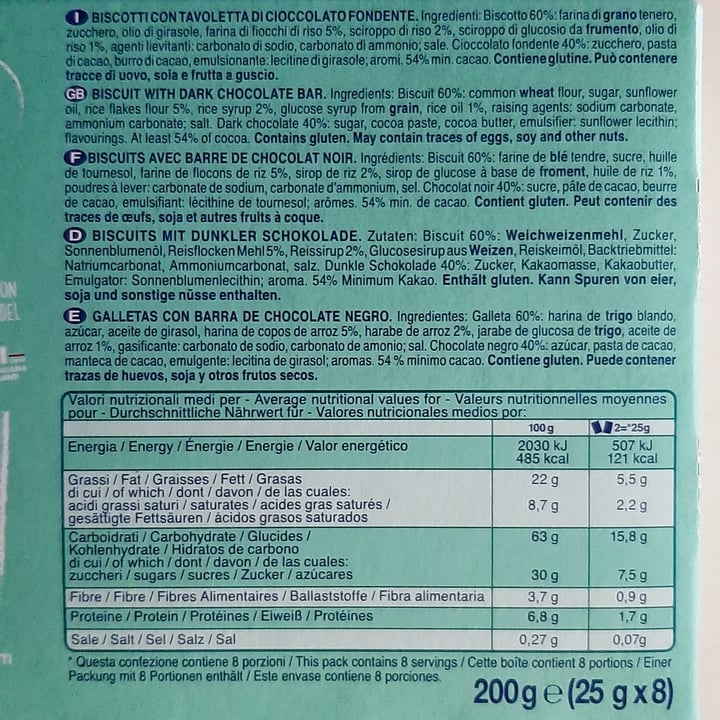 I BISCOTTI CON TAVOLETTA DI CIOCCOLATO FONDENTE. Ingredienti: Biscotto 60%: farina di grano tenero,
zucchero, olio di girasole, farina di fiocchi di riso 5%, sciroppo di riso 2%, sciroppo di glucosio da frumento, olio di
riso 1%, agenti lievitanti: carbonato di sodio, carbonato di ammonio; sale. Cioccolato fondente 40%: zucchero, pasta
di cacao, burro di cacao, emulsionante: lecitine di girasole; aromi. 54% min. cacao. Contiene glutine. Può contenere
tracce di uovo, soia e frutta a guscio.
GB BISCUIT WITH DARK CHOCOLATE BAR. Ingredients: Biscuit 60%: common wheat flour, sugar, sunflower
oil, rice flakes flour 5%, rice syrup 2%, glucose syrup from grain, rice oil 1%, raising agents: sodium carbonate,
ammonium carbonate; salt. Dark chocolate 40%: sugar, cocoa paste, cocoa butter, emulsifier: sunflower lecithin;
flavourings. At least 54% of cocoa. Contains gluten. May contain traces of eggs, soy and other nuts.
F BISCUITS AVEC BARRE DE CHOCOLAT NOIR. Ingrédients: Biscuit 60%: farine de blé tendre, sucre, huille
de tournesol, farine de flocons de riz 5%, sirop de riz 2%, sirop de glucose à base de froment, huile de riz 1%,
poudres à lever: carbonate de sodium, carbonate d'ammonium, sel. Chocolat noir 40%: sucre, pâte de cacao, beurre
de cacao, emulsifiant: lécithine de tournesol; arômes. 54% min. de cacao. Contient gluten. Peut contenir des
traces de œufs, soja et autres fruits à coque.
D BISCUITS MIT DUNKLER SCHOKOLADE. Zutaten: Biscuit 60%: Weichweizenmehl, Zucker,
Sonnenblumenöl, Reisflocken Mehl 5%, Reissirup 2%, Glucosesirup aus Weizen, Reiskeimöl, Backtriebmittel:
Natriumcarbonat, Ammoniumcarbonat, salz. Dunkle Schokolade 40%: Zucker, Kakaomasse, Kakaobutter,
Emulgator: Sonnenblumenlecithin; aroma. 54% Minimum Kakao. Enthält gluten. Kann Spuren von eier,
soja und sonstige nüsse enthalten.
E GALLETAS CON BARRA DE CHOCOLATE NEGRO. Ingredientes: Galleta 60%: harina de trigo blando,
azúcar, aceite de girasol, harina de copos de arroz 5%, harabe de arroz 2%, jarabe de glucosa de trigo, aceite de
arroz 1%, gasificante: carbonato de sodio, carbonato de amonio; sal. Chocolate negro 40%: azúcar, pasta de cacao,
manteca de cacao, emulgente: lecitina de girasol; aromas. 54 % mínimo cacao. Contiene gluten. Puede contener
trazas de huevos, soja y otros frutos secos.
Valori nutrizionali medi per - Average nutritional values for - Valeurs nutritionnelles moyennes
pour - Durchschnittliche Nährwert für - Valores nutricionales medios por:
100 g 2=*25g
Energia / Energy / Énergie / Energie / Valor energético 2030 kJ 507 kJ
485 kcal 121 kcal
Grassi / Fat / Graisses / Fett / Grasas 22 g 5,5 g
di cui / of which / dont / davon / de las cuales:
acidi grassi saturi / saturates / acides gras saturés / 8,7 g 2,2 g
gesättigte Fettsäuren / ácidos grasos saturados
Carboidrati / Carbohydrate / Glucides / 63 g 15,8 g
Kohlenhydrate / Hidratos de carbono
di cui / of which / dont / davon / de las cuales:
zuccheri / sugars / sucres / Zucker / azúcares 30 g 7,5 g
Fibre / Fibre / Fibres Alimentaires / Ballaststoffe / Fibra alimentaria 3,7 g 0,9 g
Proteine / Protein / Protéines / Eiweiß / Protéines 6,8 g 1,7 g
Sale / Salt / Sel / Salz / Sal 0,27 g 0,07g
* Questa confezione contiene 8 porzioni / This pack contains 8 servings / Cette boîte contient 8 portions / Einer
Packung mit 8 Portionen enthält / Este envase contiene 8 porciones.
200 g e (25 g x 8)